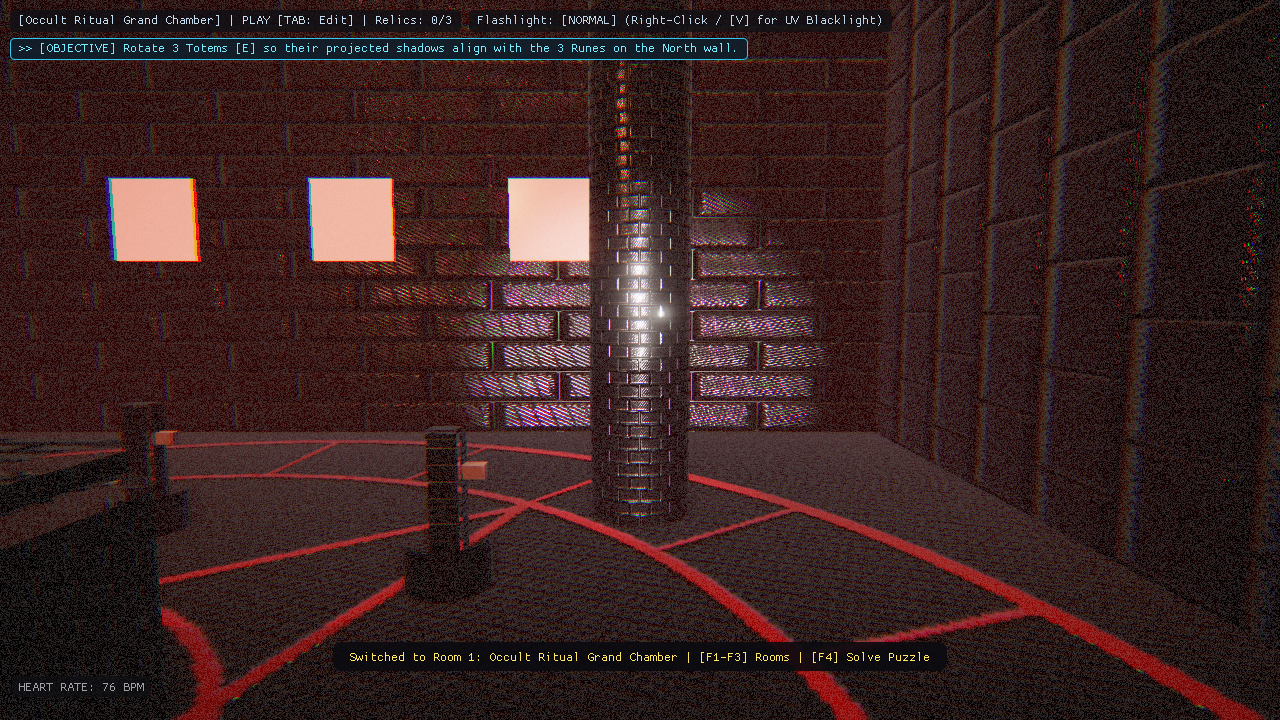 [Occult Ritual Grand Chamber] | PLAY [TAB: Edit] | Relics: 0/3 | Flashlight: [NORMAL] (Right-Click / [V] for UV Blacklight)
>> [OBJECTIVE] Rotate 3 Totems [E] so their projected shadows align with the 3 Runes on the North wall.
Switched to Room 1: Occult Ritual Grand Chamber | [F1-F3] Rooms | [F4] Solve Puzzle
HEART RATE: 76 BPM